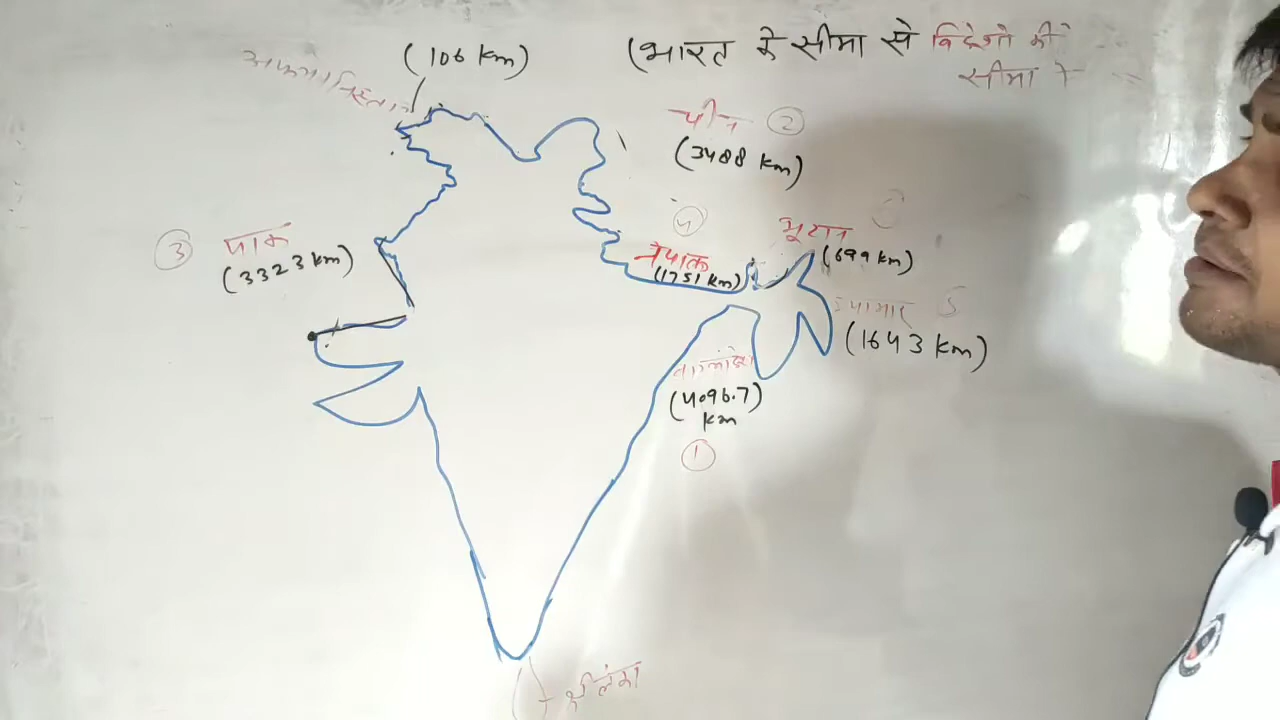 (106 km)
(भारत के सीमा से विदेशो की
सीमा
अफगानिस्तान
चीन ②
(3488 km)
④
भूटान
नेपाल
(1751 km)
(699 km)
③ पाक
(3323 km)
5
(1643 km)
(4096.7)
km
①
श्रीलंका